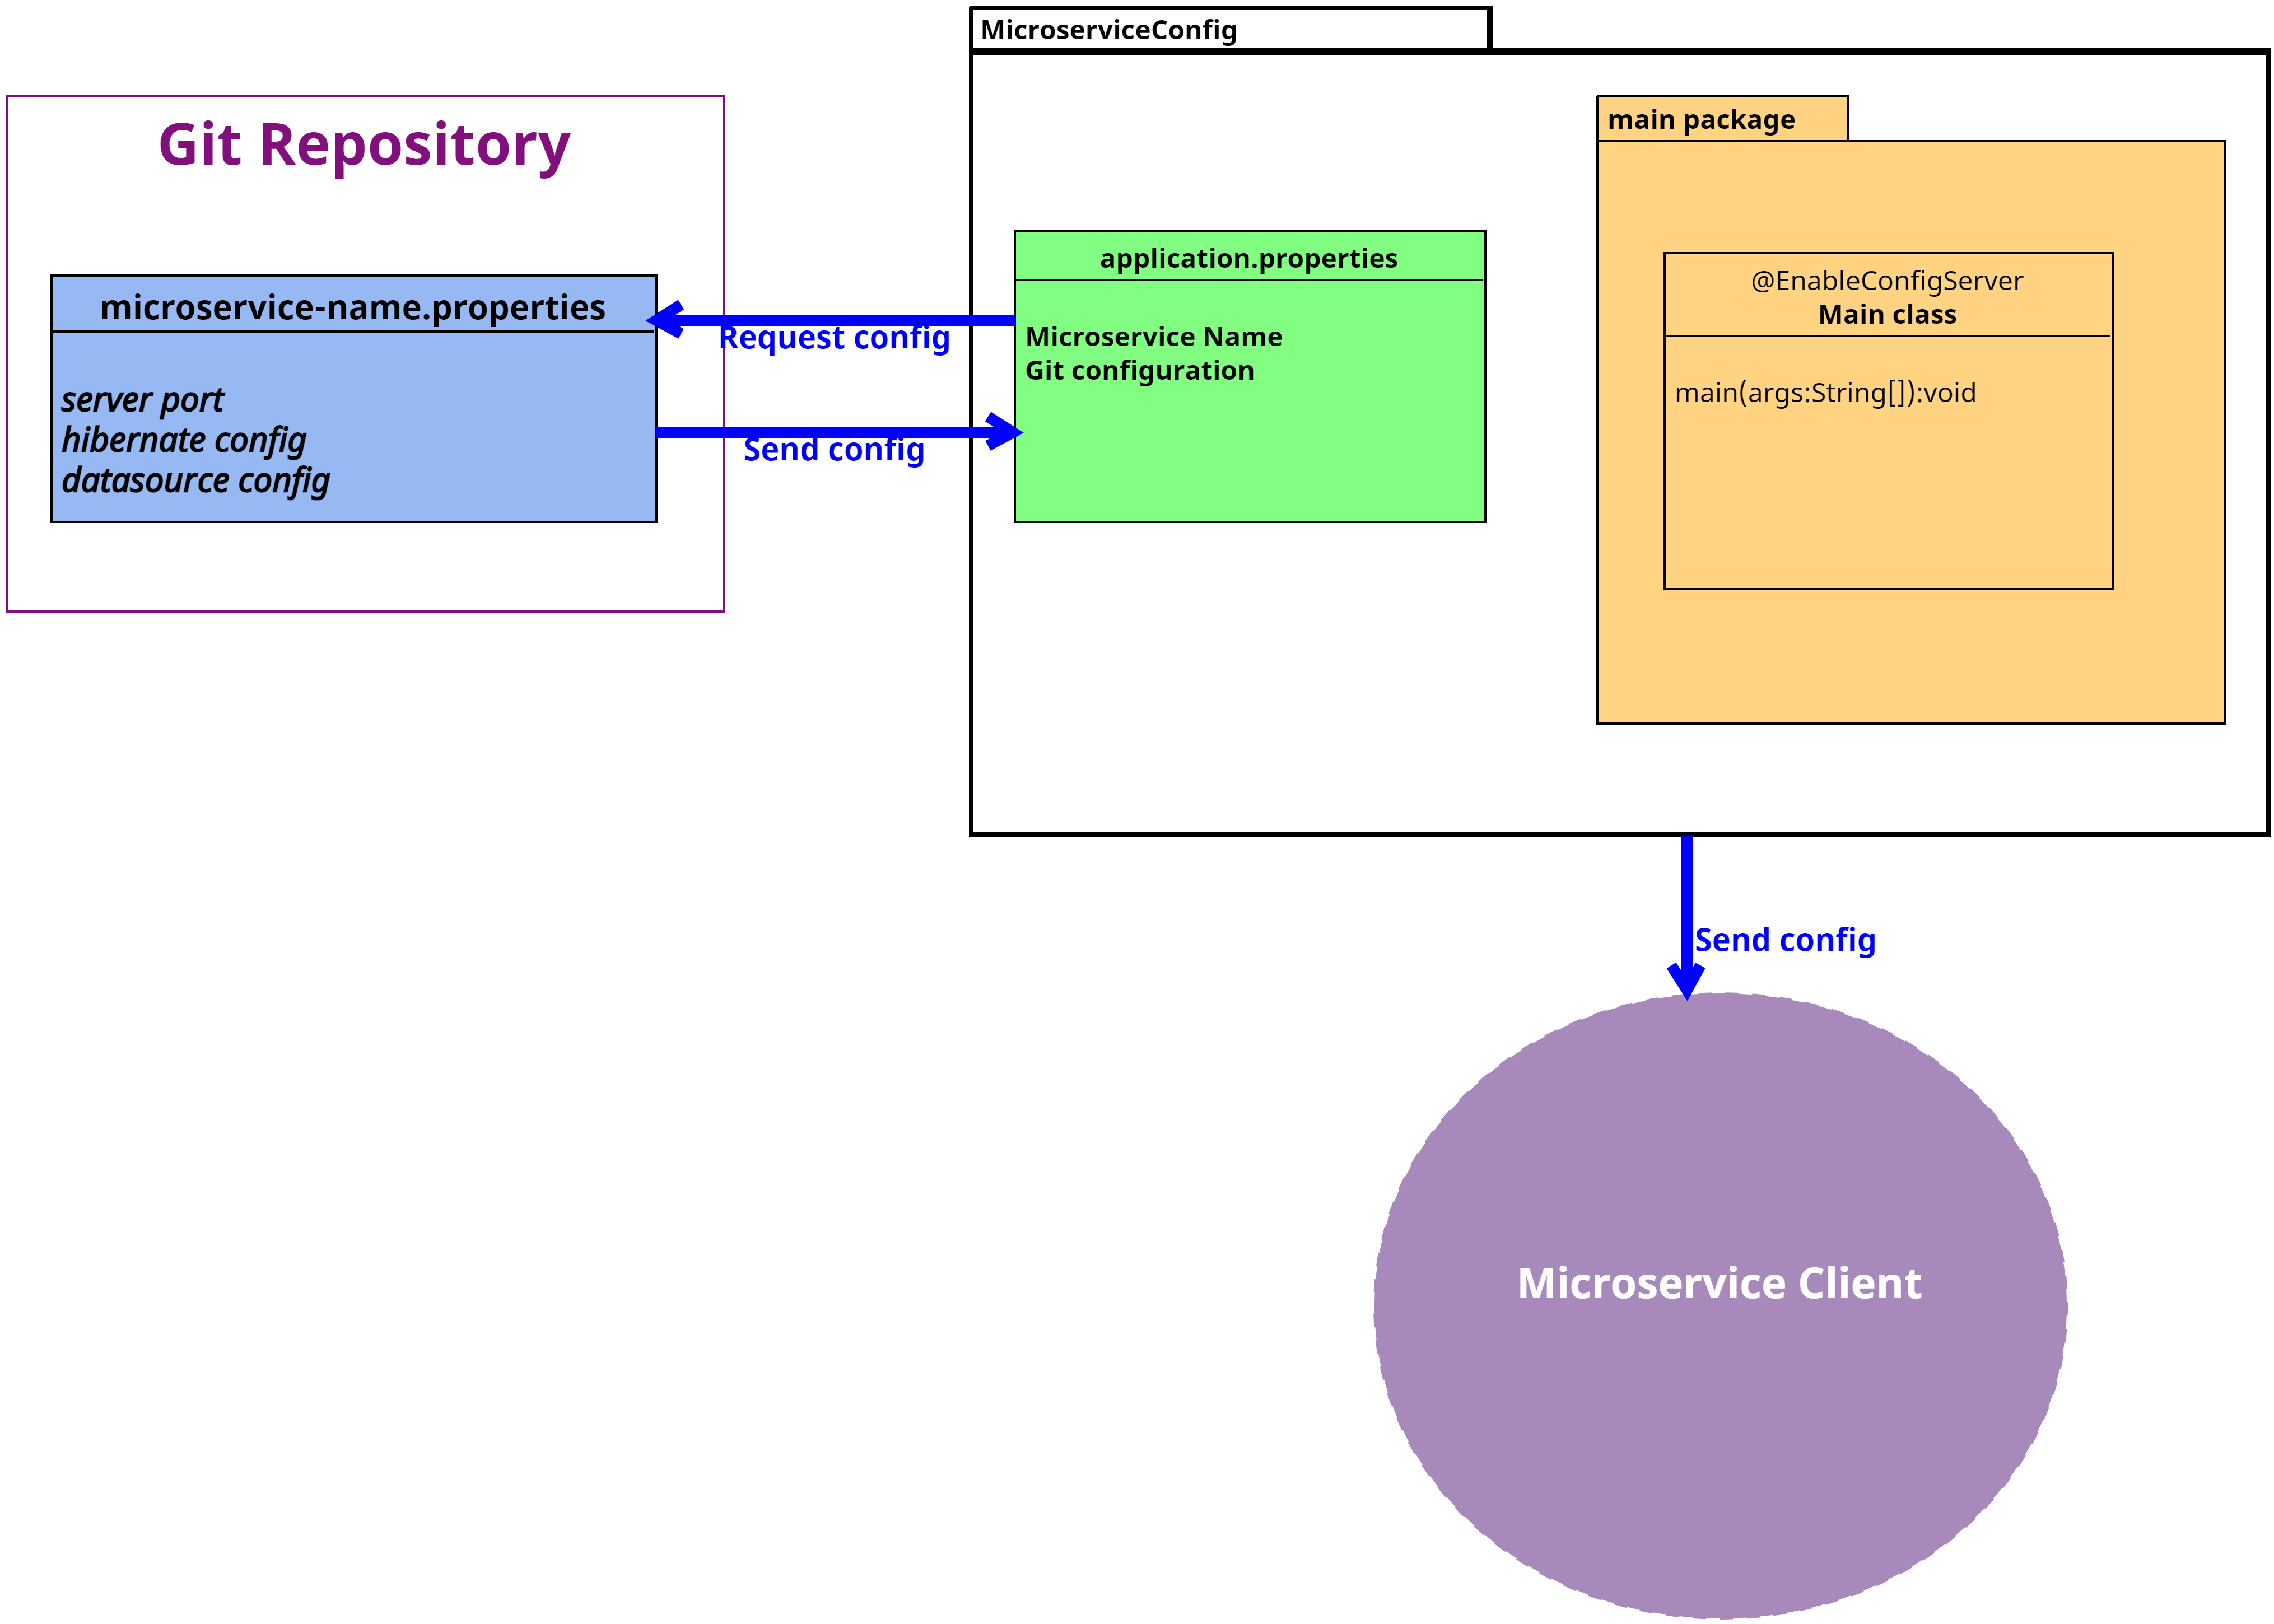 MicroserviceConfig
Git Repository
microservice-name.properties
server port
hibernate config
datasource config
Request config
Send config
application.properties
Microservice Name
Git configuration
main package
@EnableConfigServer
Main class
main(args:String[]):void
Send config
Microservice Client